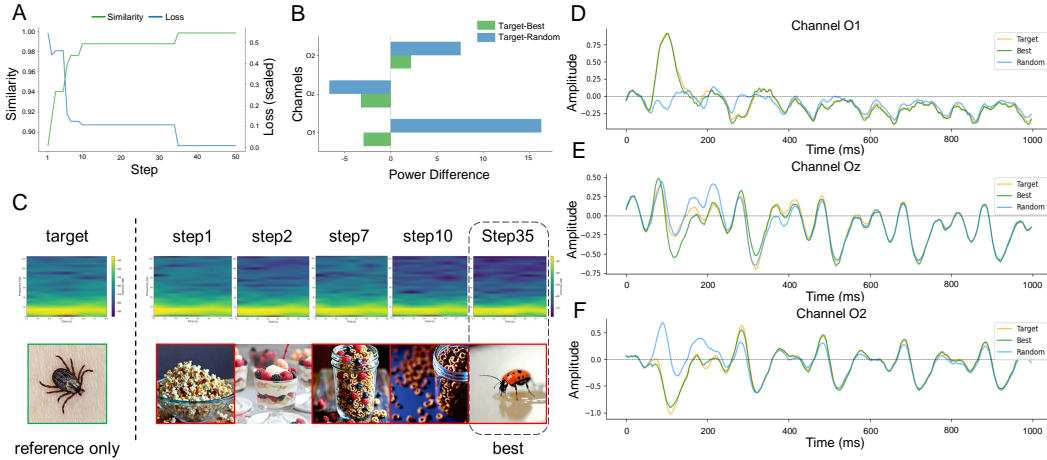 A
Similarity
Loss
1.00
0.98
0.96
0.94
0.92
0.90
Similarity
0.5
0.4
0.3
0.2
0.1
0.0
Loss (scaled)
1
10
20
30
40
50
Step
B
Target-Best
Target-Random
Channels
O2
Oz
O1
-5
0
5
10
15
Power Difference
C
target
step1
step2
step7
step10
Step35
reference only
best
D
Channel O1
Target
Best
Random
Amplitude
0.75
0.50
0.25
0.00
−0.25
0
200
400
600
800
1000
Time (ms)
E
Channel Oz
Target
Best
Random
Amplitude
0.50
0.25
0.00
−0.25
−0.50
−0.75
0
200
400
600
800
1000
Time (ms)
F
Channel O2
Target
Best
Random
Amplitude
0.5
0.0
−0.5
−1.0
0
200
400
600
800
1000
Time (ms)